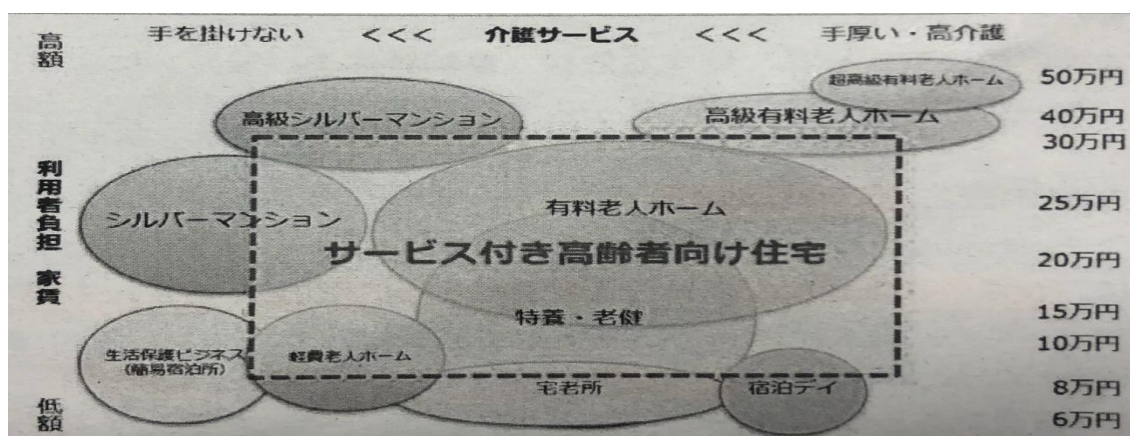 手を掛けない <<< 介護サービス <<< 手厚い・高介護
高額
超高級有料老人ホーム
50万円
高級シルバーマンション
高級有料老人ホーム
40万円
30万円
利用者負担 家賃
シルバーマンション
有料老人ホーム
25万円
サービス付き高齢者向け住宅
20万円
特養・老健
15万円
生活保護ビジネス
(簡易宿泊所)
軽費老人ホーム
10万円
宅老所
宿泊デイ
8万円
低額
6万円